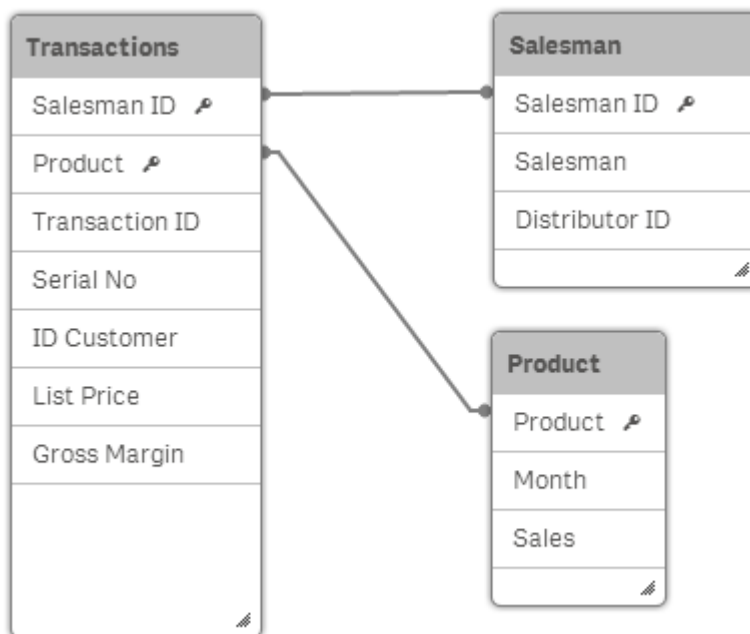 Transactions
Salesman ID
Product
Transaction ID
Serial No
ID Customer
List Price
Gross Margin
Salesman
Salesman ID
Salesman
Distributor ID
Product
Product
Month
Sales